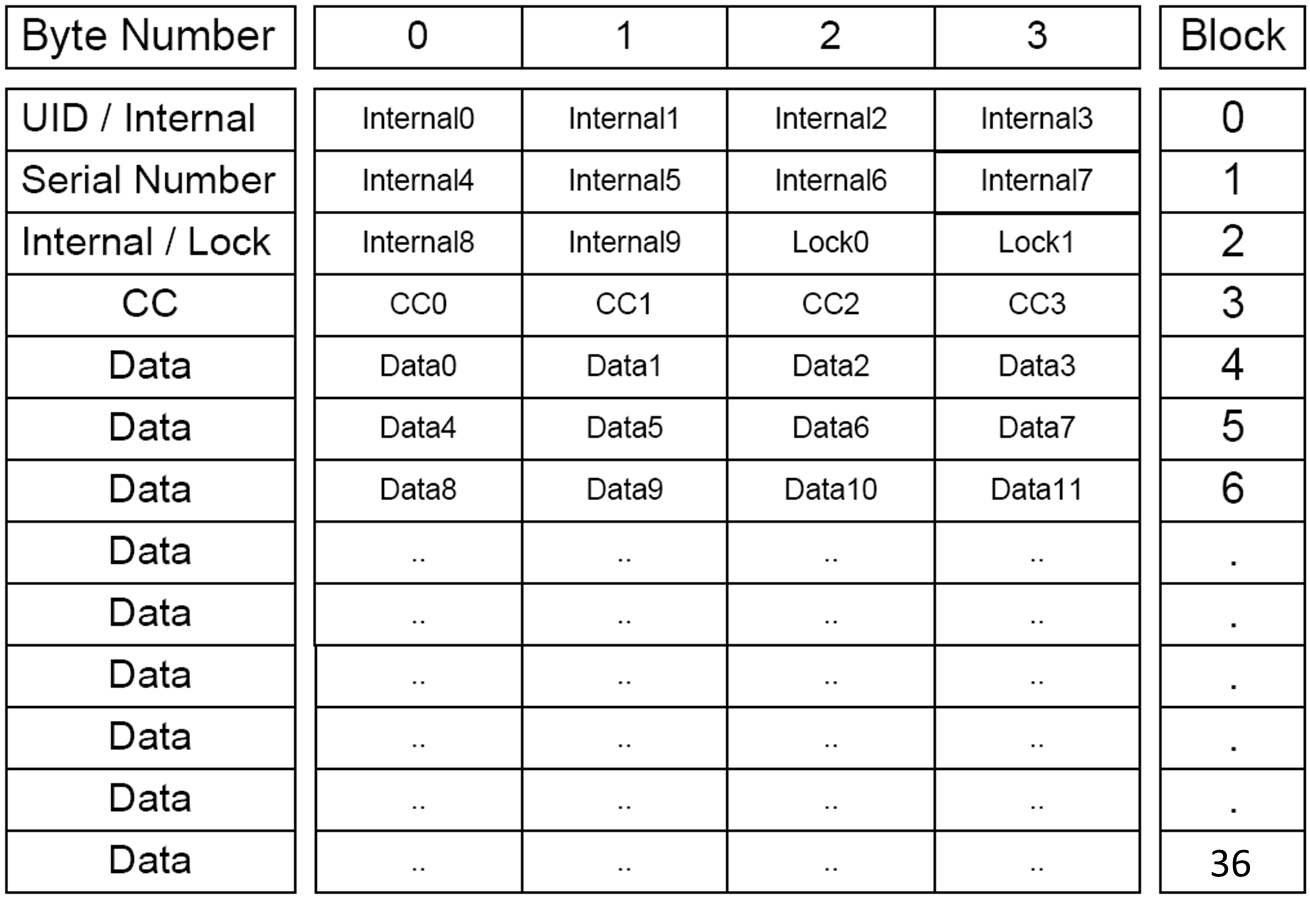 Byte Number 0 1 2 3 Block
UID / Internal Internal0 Internal1 Internal2 Internal3 0
Serial Number Internal4 Internal5 Internal6 Internal7 1
Internal / Lock Internal8 Internal9 Lock0 Lock1 2
CC CC0 CC1 CC2 CC3 3
Data Data0 Data1 Data2 Data3 4
Data Data4 Data5 Data6 Data7 5
Data Data8 Data9 Data10 Data11 6
Data .. .. .. .. .
Data .. .. .. .. .
Data .. .. .. .. .
Data .. .. .. .. .
Data .. .. .. .. .
Data .. .. .. .. 36